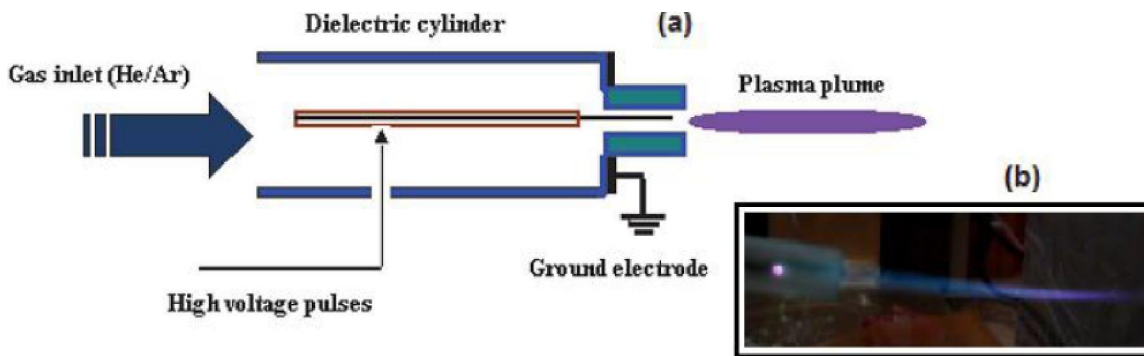 Dielectric cylinder
(a)
Gas inlet (He/Ar)
Plasma plume
(b)
Ground electrode
High voltage pulses